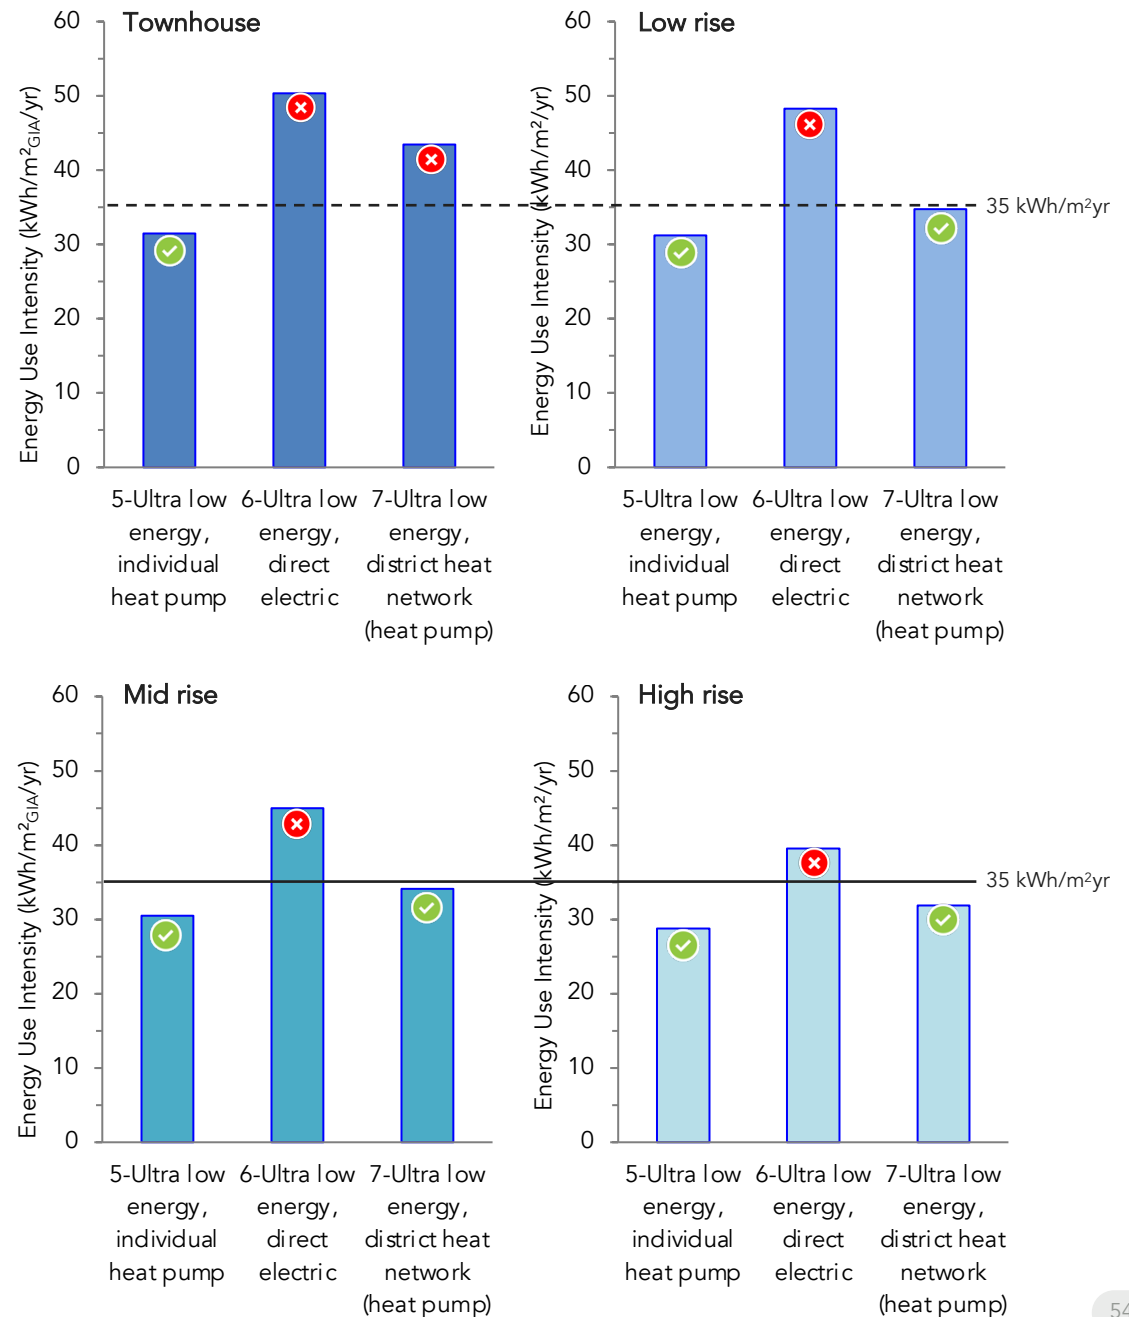 Townhouse
Energy Use Intensity (kWh/m²GIA/yr)
60
50
40
30
20
10
0
5-Ultra low
energy,
individual
heat pump
6-Ultra low
energy,
direct
electric
7-Ultra low
energy,
district heat
network
(heat pump)
Low rise
Energy Use Intensity (kWh/m²/yr)
60
50
40
30
20
10
0
35 kWh/m²yr
5-Ultra low
energy,
individual
heat pump
6-Ultra low
energy,
direct
electric
7-Ultra low
energy,
district heat
network
(heat pump)
Mid rise
Energy Use Intensity (kWh/m²GIA/yr)
60
50
40
30
20
10
0
5-Ultra low
energy,
individual
heat pump
6-Ultra low
energy,
direct
electric
7-Ultra low
energy,
district heat
network
(heat pump)
High rise
Energy Use Intensity (kWh/m²/yr)
60
50
40
30
20
10
0
35 kWh/m²yr
5-Ultra low
energy,
individual
heat pump
6-Ultra low
energy,
direct
electric
7-Ultra low
energy,
district heat
network
(heat pump)
54